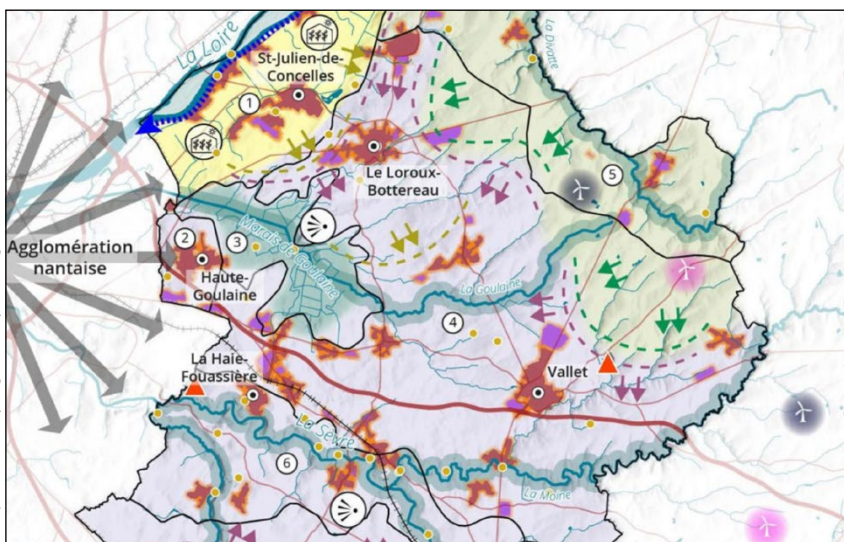 La Loire
La Divatte
St-Julien-de-
Concelles
1
Le Loroux-
Bottereau
5
Agglomération
nantaise
2
3
Haute-
Goulaine
Marais de Goulaine
La Goulaine
4
La Haie-
Fouassière
Vallet
La Sèvre
6
La Moine